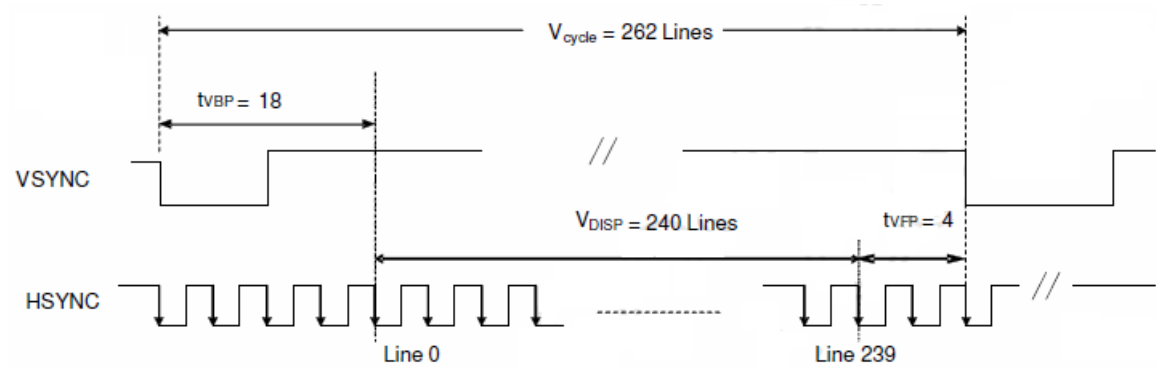 Vcycle = 262 Lines
tVBP = 18
VSYNC
//
VDISP = 240 Lines
tVFP = 4
HSYNC
//
Line 0
Line 239